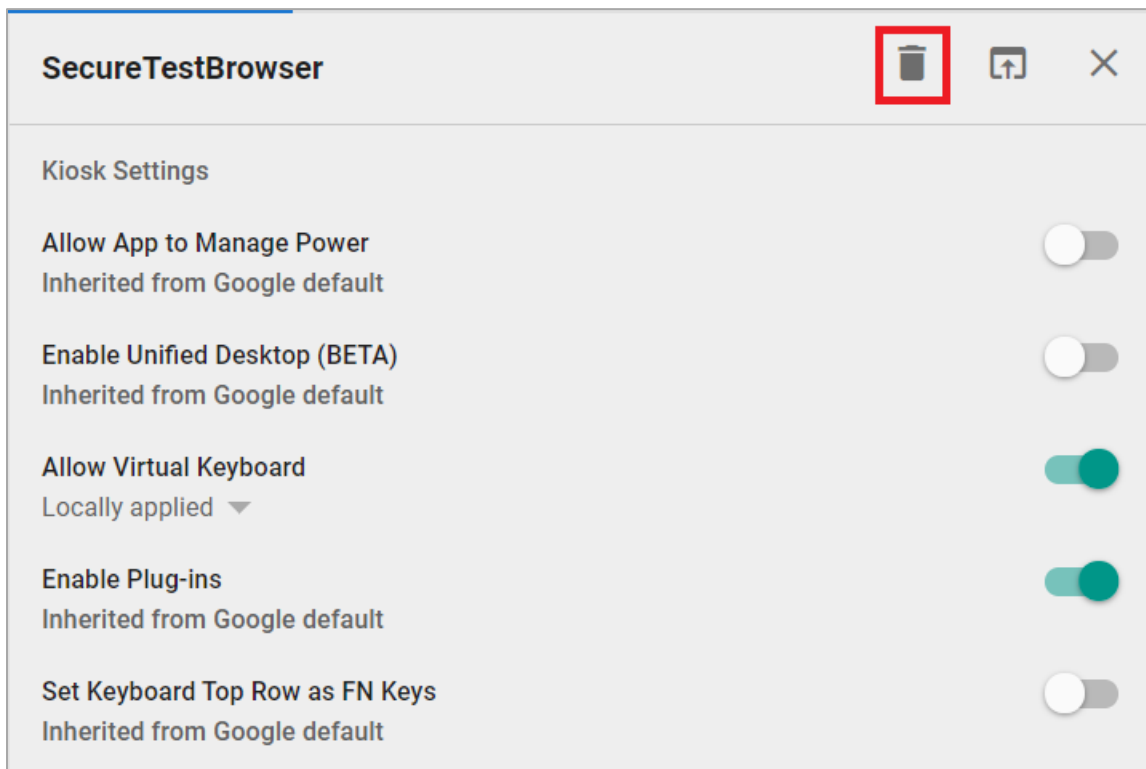 SecureTestBrowser
Kiosk Settings
Allow App to Manage Power
Inherited from Google default
Enable Unified Desktop (BETA)
Inherited from Google default
Allow Virtual Keyboard
Locally applied
Enable Plug-ins
Inherited from Google default
Set Keyboard Top Row as FN Keys
Inherited from Google default